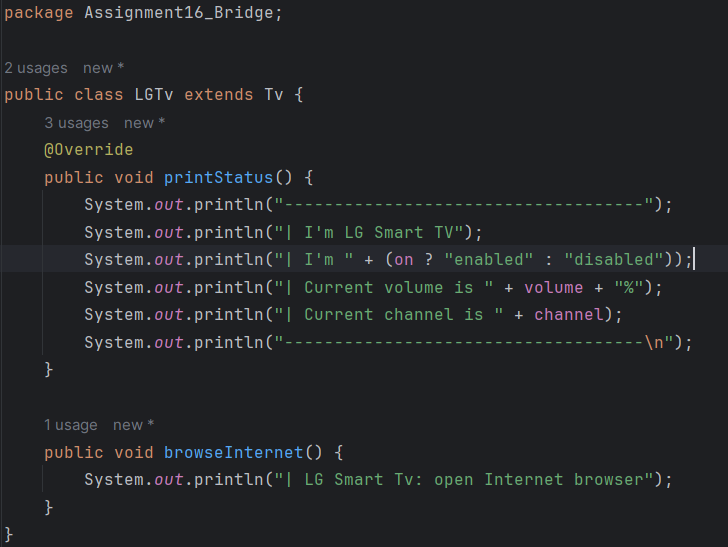 package Assignment16_Bridge;
2 usages new *
public class LGTv extends Tv {
3 usages new *
@Override
public void printStatus() {
System.out.println("------------------------------------");
System.out.println("| I'm LG Smart TV");
System.out.println("| I'm " + (on ? "enabled" : "disabled"));
System.out.println("| Current volume is " + volume + "%");
System.out.println("| Current channel is " + channel);
System.out.println("------------------------------------\n");
}
1 usage new *
public void browseInternet() {
System.out.println("| LG Smart Tv: open Internet browser");
}
}